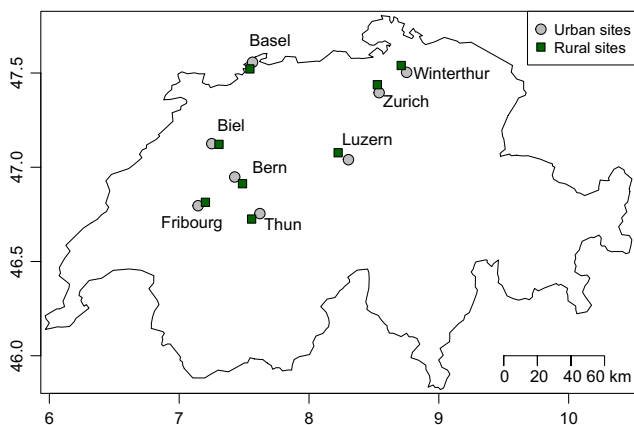 Urban sites
Rural sites
Basel
Winterthur
Zurich
Biel
Luzern
Bern
Fribourg
Thun
47.5
47.0
46.5
46.0
0 20 40 60 km
6 7 8 9 10